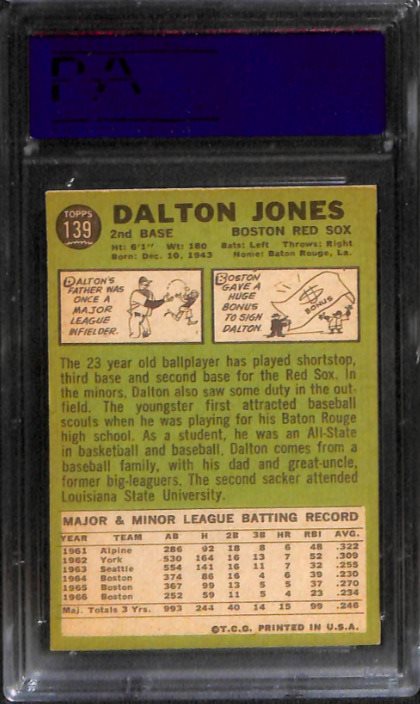 PSA
TOPPS
139
DALTON JONES
2nd BASE BOSTON RED SOX
Ht: 6'1" Wt: 180 Bats: Left Throws: Right
Born: Dec. 10, 1943 Home: Baton Rouge, La.
DALTON'S
FATHER WAS
ONCE A
MAJOR
LEAGUE
INFIELDER.
BOSTON
GAVE A
HUGE
BONUS
TO SIGN
DALTON.
$
BONUS
The 23 year old ballplayer has played shortstop,
third base and second base for the Red Sox. In
the minors, Dalton also saw some duty in the out-
field. The youngster first attracted baseball
scouts when he was playing for his Baton Rouge
high school. As a student, he was an All-State
in basketball and baseball. Dalton comes from a
baseball family, with his dad and great-uncle,
former big-leaguers. The second sacker attended
Louisiana State University.
MAJOR & MINOR LEAGUE BATTING RECORD
YEAR TEAM AB H 2B 3B HR RBI AVG.
1961 Alpine 286 92 18 8 6 48 .322
1962 York 530 164 16 13 7 52 .309
1963 Seattle 554 141 16 11 7 32 .255
1964 Boston 374 86 16 4 6 39 .230
1965 Boston 367 99 13 5 5 37 .270
1966 Boston 252 59 11 5 4 23 .234
Maj. Totals 3 Yrs. 993 244 40 14 15 99 .246
©T.C.G. PRINTED IN U.S.A.